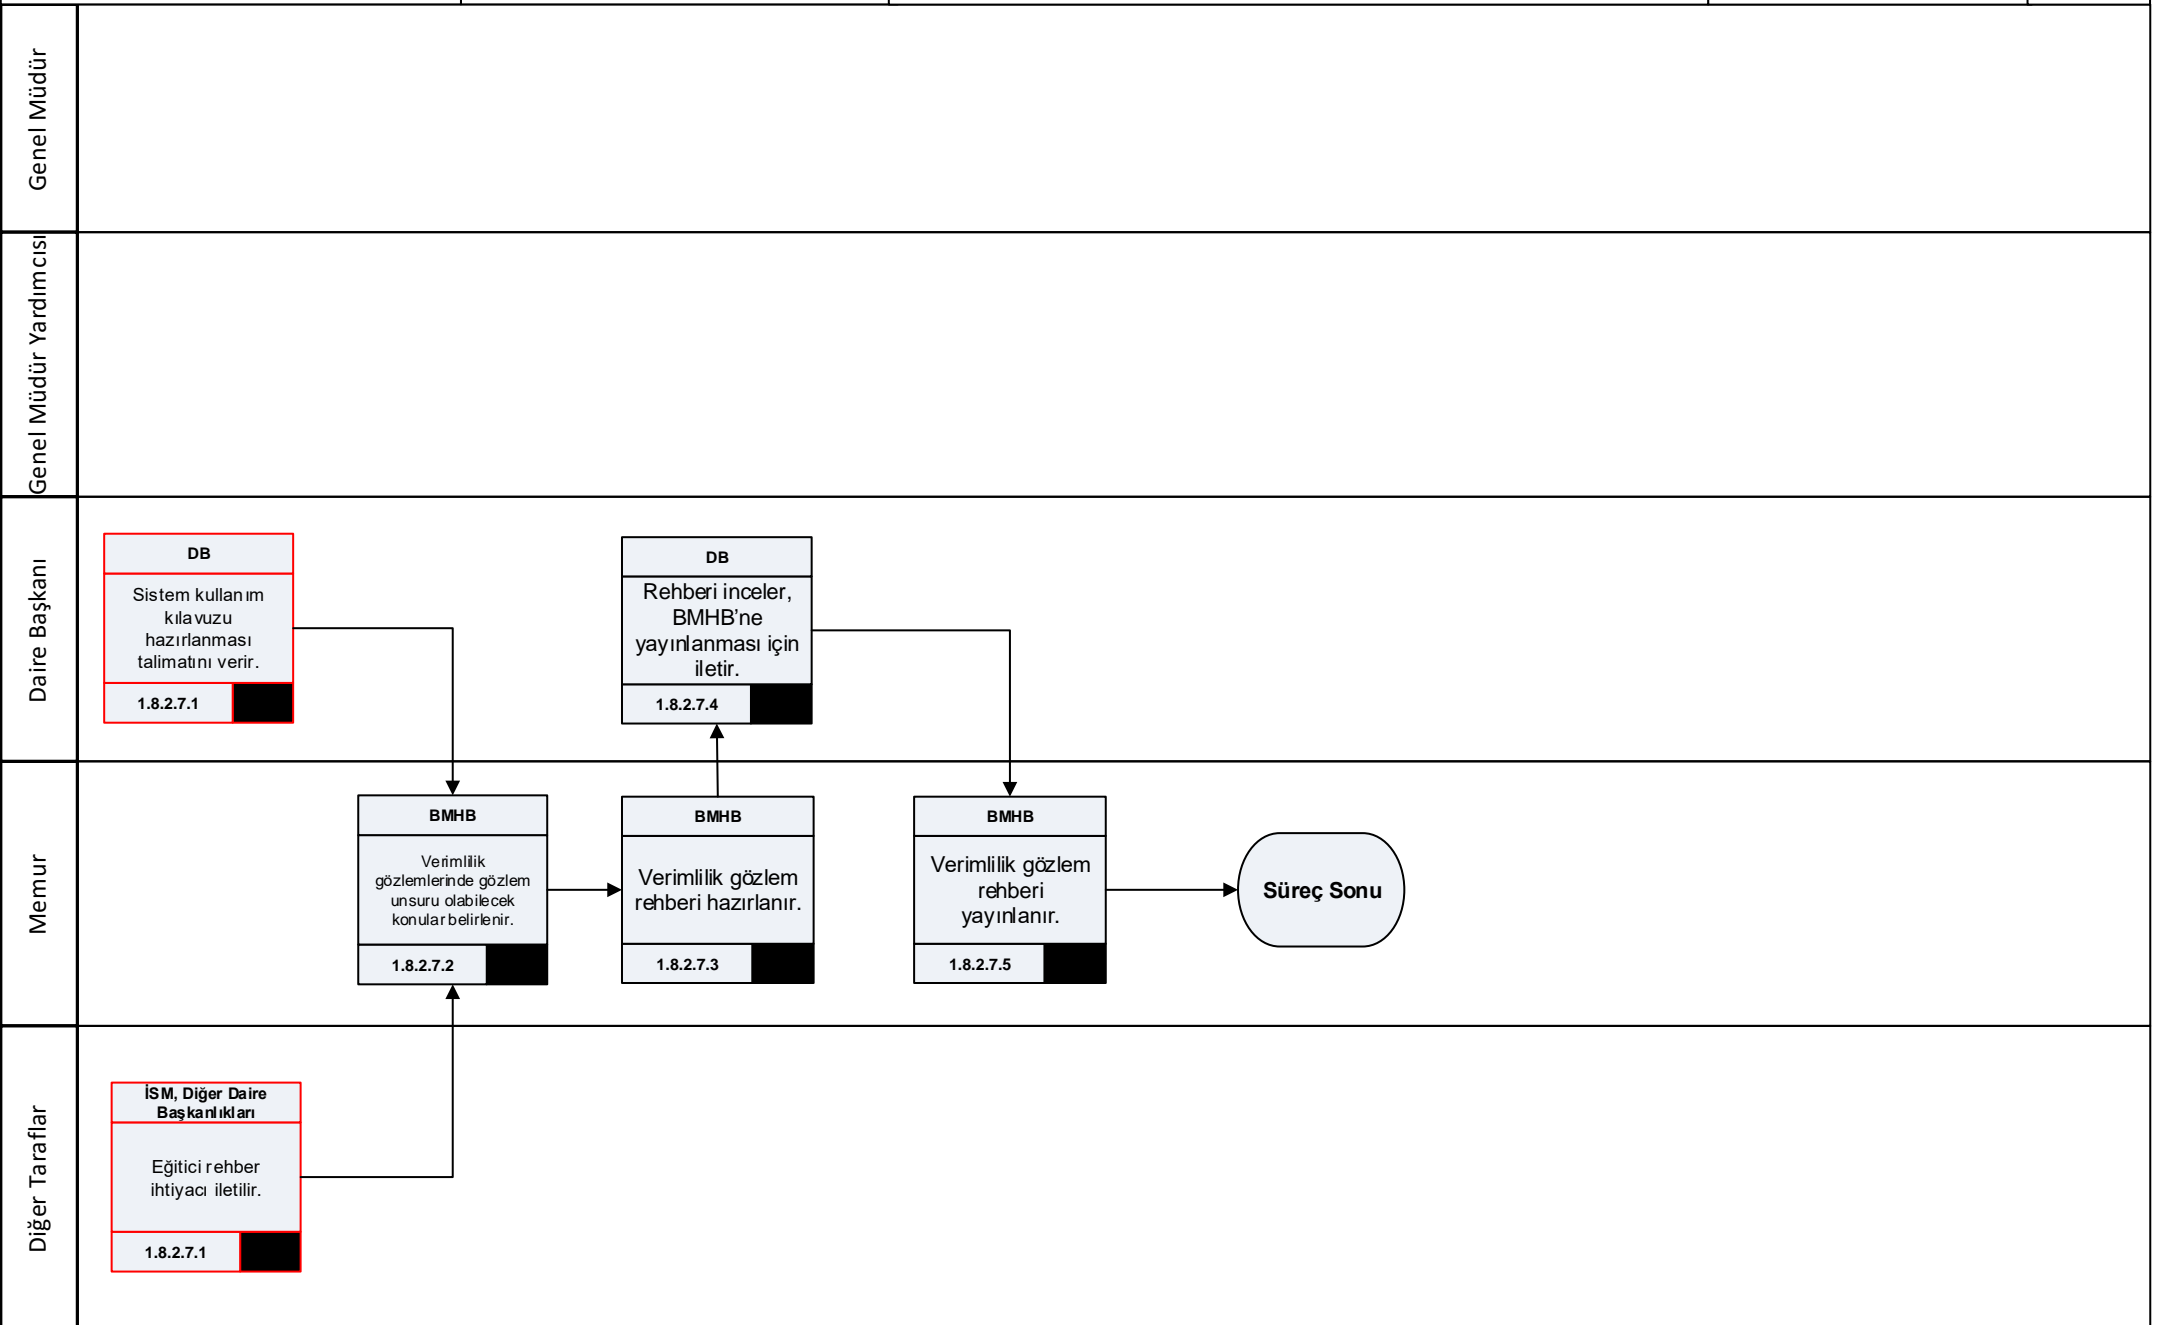 Genel Müdür
Genel Müdür Yardımcısı
Daire Başkanı
DB
Sistem kullanım
kılavuzu
hazırlanması
talimatını verir.
1.8.2.7.1
DB
Rehberi inceler,
BMHB’ne
yayınlanması için
iletir.
1.8.2.7.4
Memur
BMHB
Verimlilik
gözlemlerinde gözlem
unsuru olabilecek
konular belirlenir.
1.8.2.7.2
BMHB
Verimlilik gözlem
rehberi hazırlanır.
1.8.2.7.3
BMHB
Verimlilik gözlem
rehberi
yayınlanır.
1.8.2.7.5
Süreç Sonu
Diğer Taraflar
İSM, Diğer Daire
Başkanlıkları
Eğitici rehber
ihtiyacı iletilir.
1.8.2.7.1